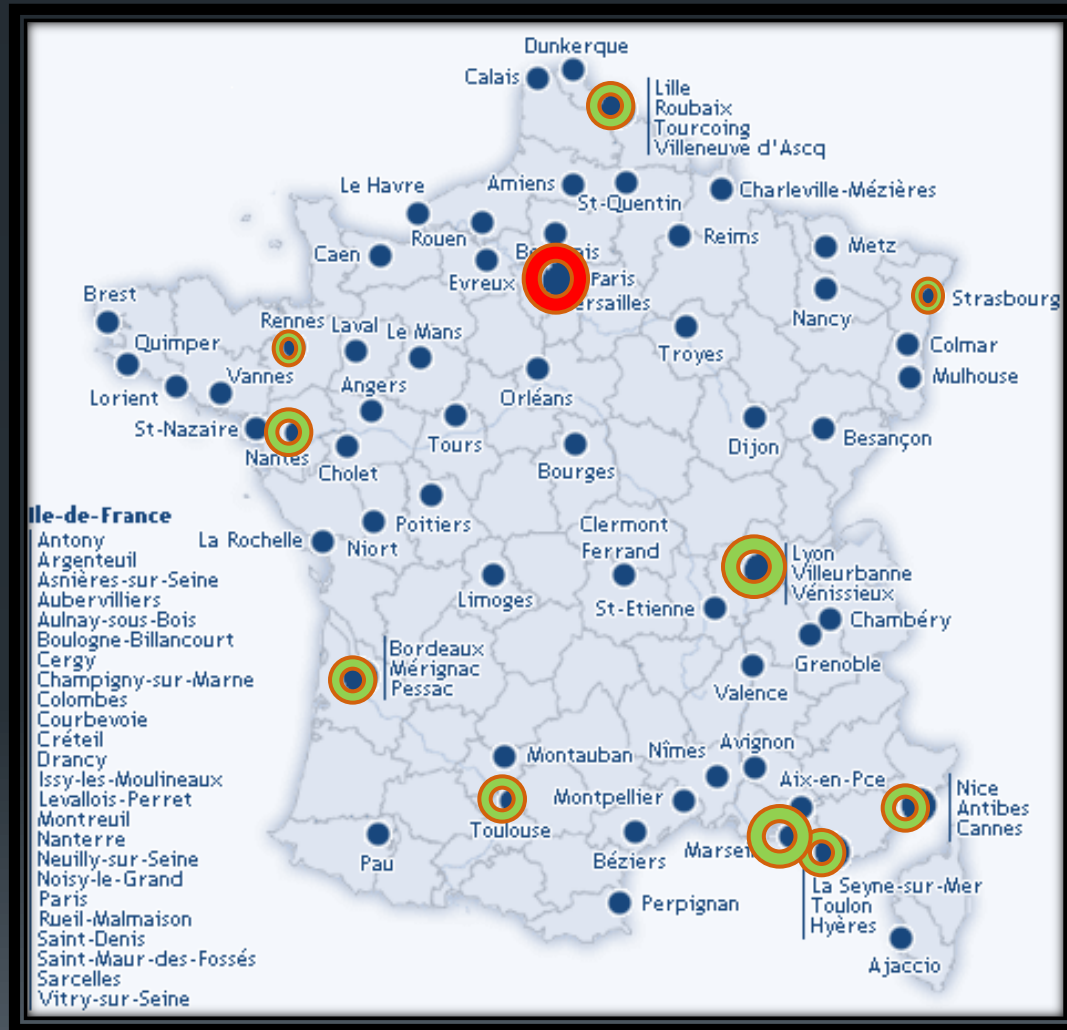 Dunkerque
Calais
Lille
Roubaix
Tourcoing
Villeneuve d'Ascq
Le Havre
Amiens
St-Quentin
Charleville-Mézières
Rouen
Reims
Metz
Caen
Evreux
Paris
Brest
Strasbourg
Rennes
Laval
Le Mans
Nancy
Quimper
Troyes
Colmar
Vannes
Angers
Mulhouse
Lorient
Orléans
St-Nazaire
Tours
Dijon
Besançon
Nantes
Cholet
Bourges
Poitiers
La Rochelle
Niort
Clermont
Ferrand
Limoges
St-Etienne
Lyon
Villeurbanne
Vénissieux
Chambéry
Grenoble
Valence
Bordeaux
Mérignac
Pessac
Montauban
Nîmes
Avignon
Aix-en-Pce
Montpellier
Toulouse
Nice
Antibes
Cannes
Pau
Béziers
Perpignan
La Seyne-sur-Mer
Toulon
Hyères
Ajaccio
Ile-de-France
Antony
Argenteuil
Asnières-sur-Seine
Aubervilliers
Aulnay-sous-Bois
Boulogne-Billancourt
Cergy
Champigny-sur-Marne
Colombes
Courbevoie
Créteil
Drancy
Issy-les-Moulineaux
Levallois-Perret
Montreuil
Nanterre
Neuilly-sur-Seine
Noisy-le-Grand
Paris
Rueil-Malmaison
Saint-Denis
Saint-Maur-des-Fossés
Sarcelles
Vitry-sur-Seine